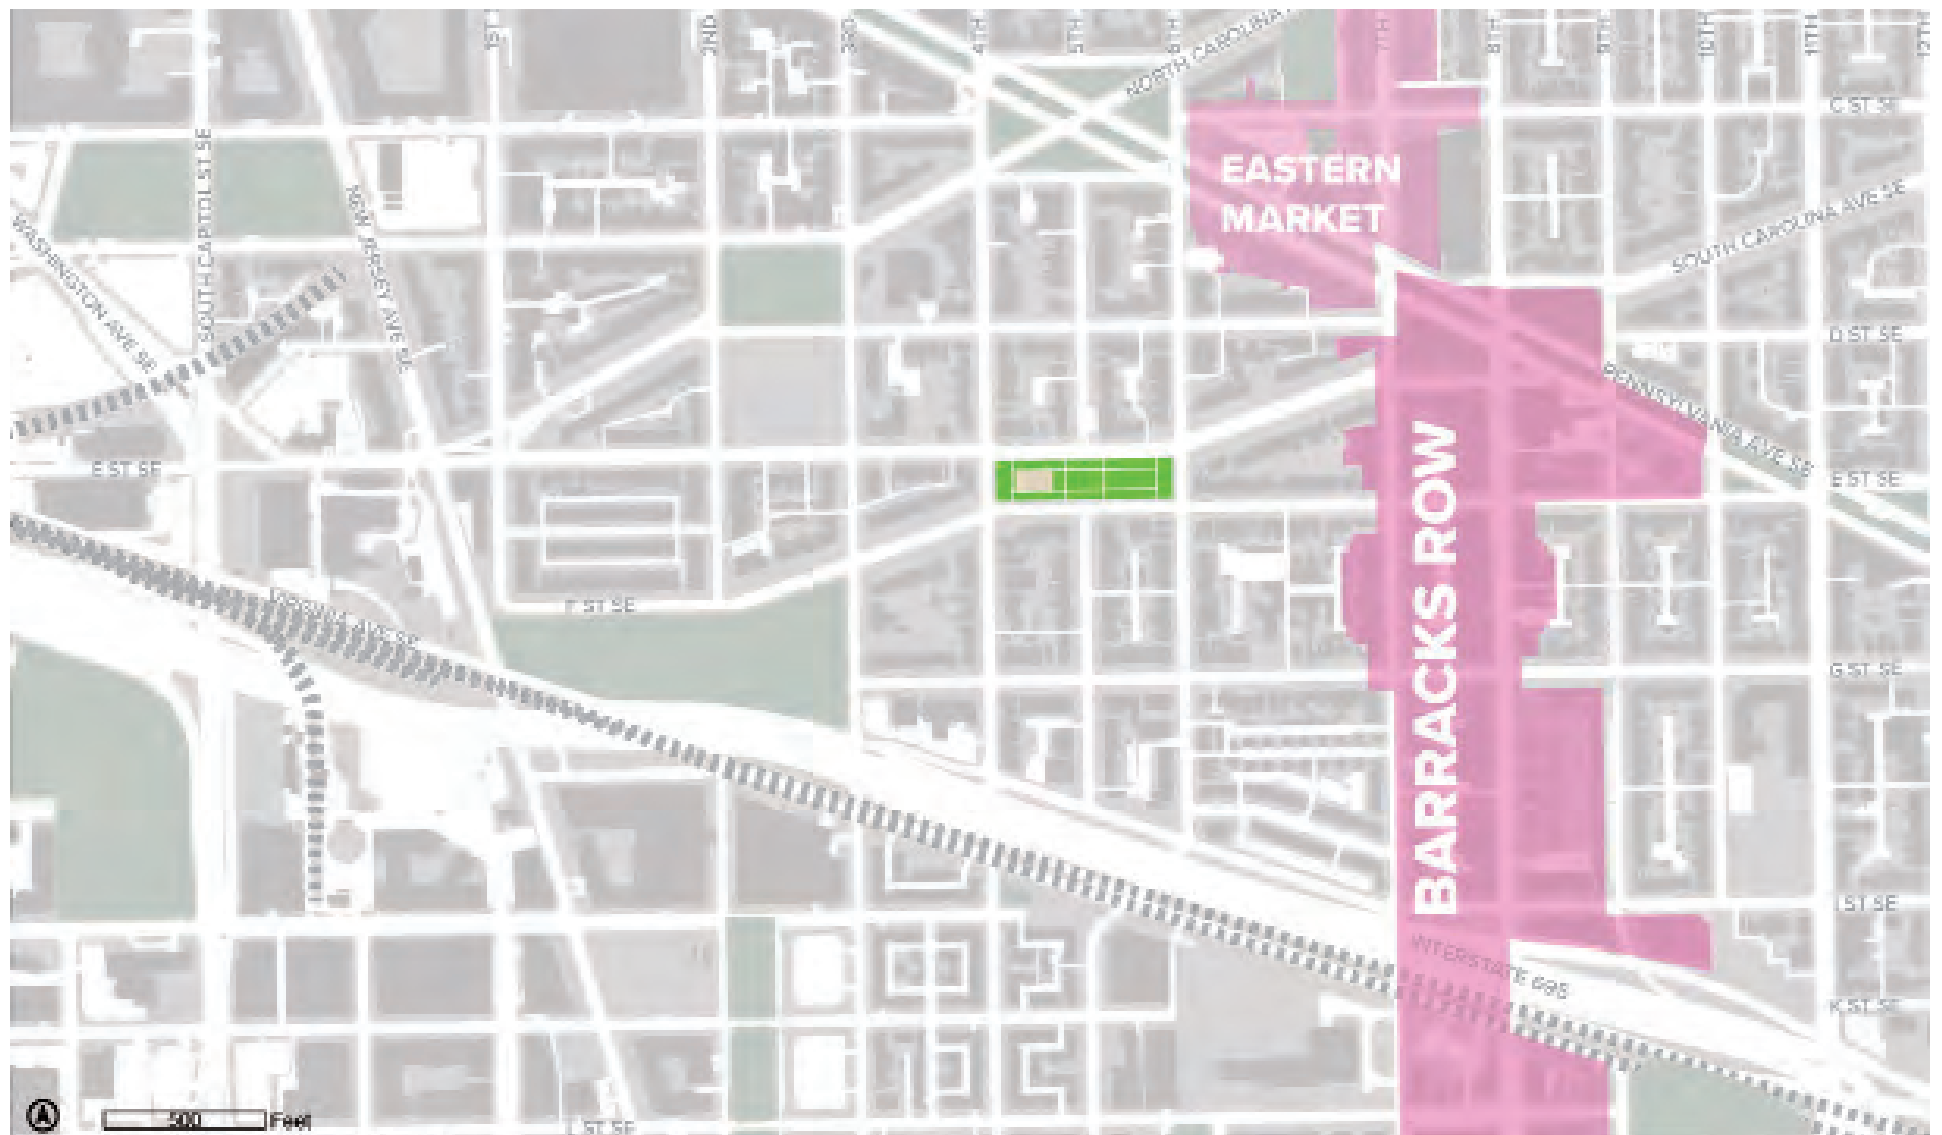 1ST
2ND
3RD
4TH
5TH
6TH
7TH
8TH
9TH
10TH
11TH
12TH
NORTH CAROLINA
C ST SE
EASTERN
MARKET
SOUTH CAPITOL ST SE
NEW JERSEY AVE SE
WASHINGTON AVE SE
SOUTH CAROLINA AVE SE
D ST SE
PENNSYLVANIA AVE SE
E ST SE
E ST SE
BARRACKS ROW
VIRGINIA AVE SE
F ST SE
G ST SE
I ST SE
INTERSTATE 695
K ST SE
500 Feet
L ST SE